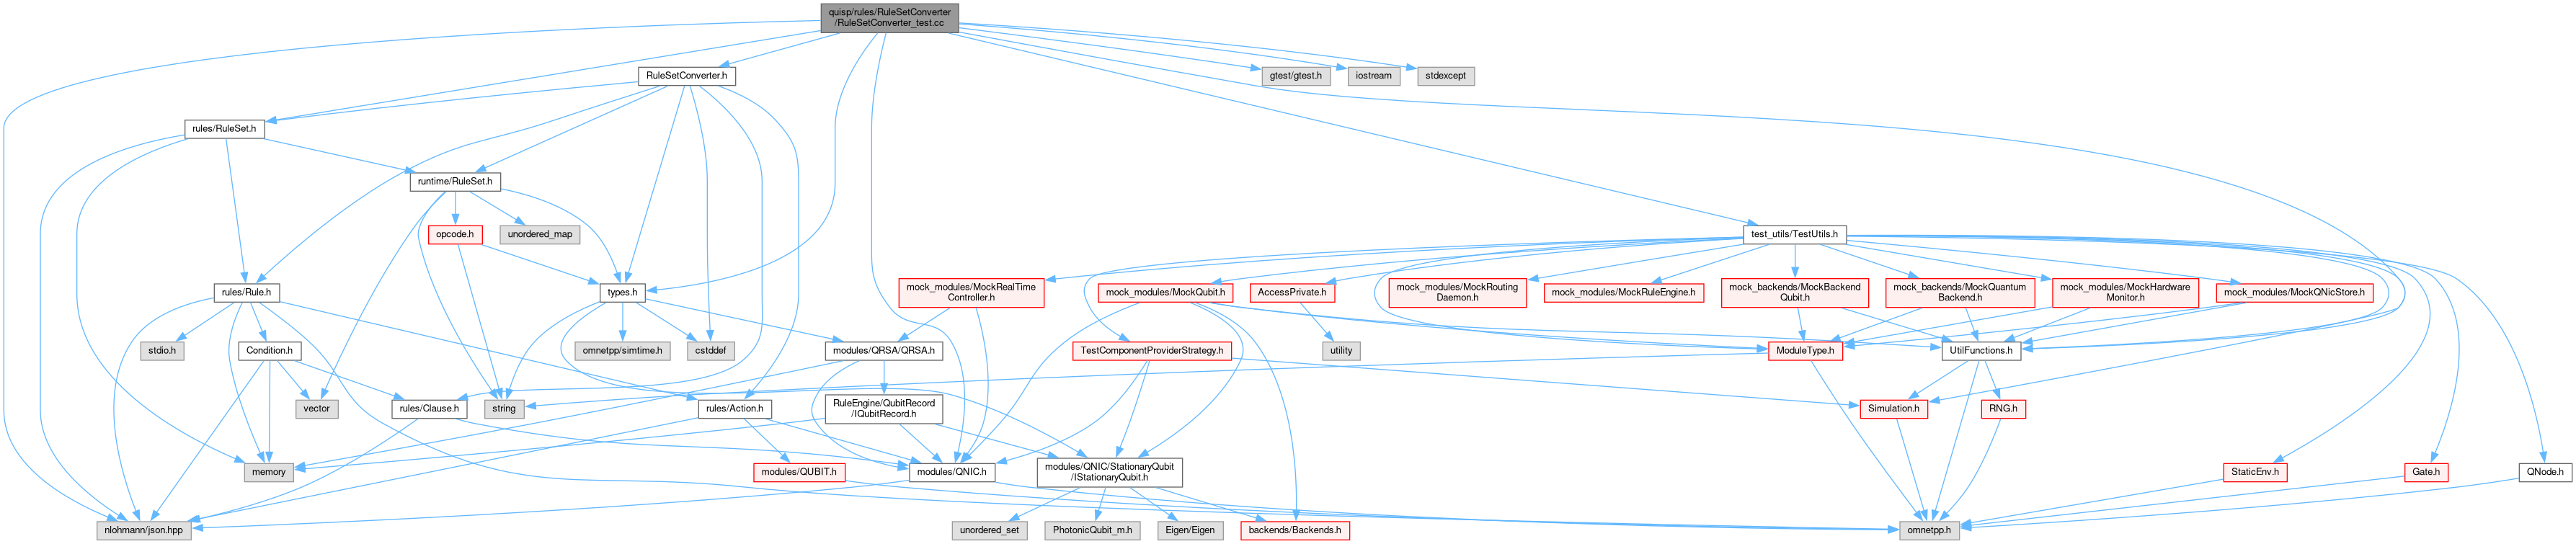 quisp/rules/RuleSetConverter
/RuleSetConverter_test.cc
RuleSetConverter.h
gtest/gtest.h
iostream
stdexcept
rules/RuleSet.h
runtime/RuleSet.h
opcode.h
unordered_map
test_utils/TestUtils.h
rules/Rule.h
types.h
mock_modules/MockRealTime
Controller.h
mock_modules/MockQubit.h
AccessPrivate.h
mock_modules/MockRouting
Daemon.h
mock_modules/MockRuleEngine.h
mock_backends/MockBackend
Qubit.h
mock_backends/MockQuantum
Backend.h
mock_modules/MockHardware
Monitor.h
mock_modules/MockQNicStore.h
stdio.h
Condition.h
omnetpp/simtime.h
cstddef
modules/QRSA/QRSA.h
TestComponentProviderStrategy.h
utility
ModuleType.h
UtilFunctions.h
vector
rules/Clause.h
string
rules/Action.h
RuleEngine/QubitRecord
/IQubitRecord.h
Simulation.h
RNG.h
memory
modules/QUBIT.h
modules/QNIC.h
modules/QNIC/StationaryQubit
/IStationaryQubit.h
StaticEnv.h
Gate.h
QNode.h
nlohmann/json.hpp
unordered_set
PhotonicQubit_m.h
Eigen/Eigen
backends/Backends.h
omnetpp.h